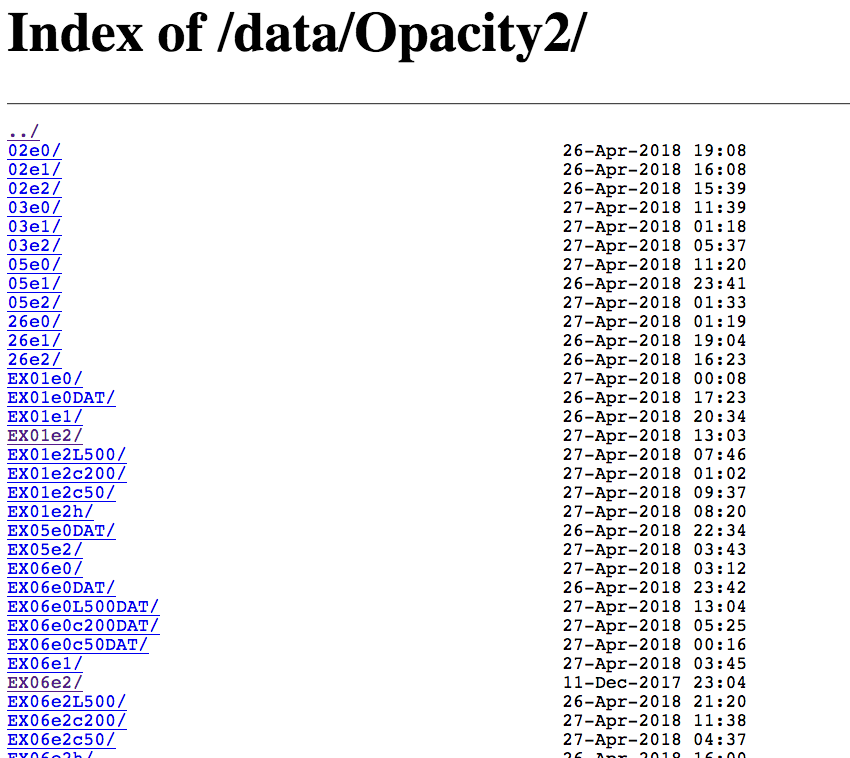 Index of /data/Opacity2/
../
02e0/ 26-Apr-2018 19:08
02e1/ 26-Apr-2018 16:08
02e2/ 26-Apr-2018 15:39
03e0/ 27-Apr-2018 11:39
03e1/ 27-Apr-2018 01:18
03e2/ 27-Apr-2018 05:37
05e0/ 27-Apr-2018 11:20
05e1/ 26-Apr-2018 23:41
05e2/ 27-Apr-2018 01:33
26e0/ 27-Apr-2018 01:19
26e1/ 26-Apr-2018 19:04
26e2/ 26-Apr-2018 16:23
EX01e0/ 27-Apr-2018 00:08
EX01e0DAT/ 26-Apr-2018 17:23
EX01e1/ 26-Apr-2018 20:34
EX01e2/ 27-Apr-2018 13:03
EX01e2L500/ 27-Apr-2018 07:46
EX01e2c200/ 27-Apr-2018 01:02
EX01e2c50/ 27-Apr-2018 09:37
EX01e2h/ 27-Apr-2018 08:20
EX05e0DAT/ 26-Apr-2018 22:34
EX05e2/ 27-Apr-2018 03:43
EX06e0/ 27-Apr-2018 03:12
EX06e0DAT/ 26-Apr-2018 23:42
EX06e0L500DAT/ 27-Apr-2018 13:04
EX06e0c200DAT/ 27-Apr-2018 05:25
EX06e0c50DAT/ 27-Apr-2018 00:16
EX06e1/ 27-Apr-2018 03:45
EX06e2/ 11-Dec-2017 23:04
EX06e2L500/ 26-Apr-2018 21:20
EX06e2c200/ 27-Apr-2018 11:38
EX06e2c50/ 27-Apr-2018 04:37
EX06e2h/ 26-Apr-2018 16:00